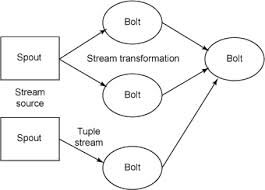 Bolt
Spout
Stream transformation
Bolt
Stream
source
Bolt
Tuple
stream
Spout
Bolt